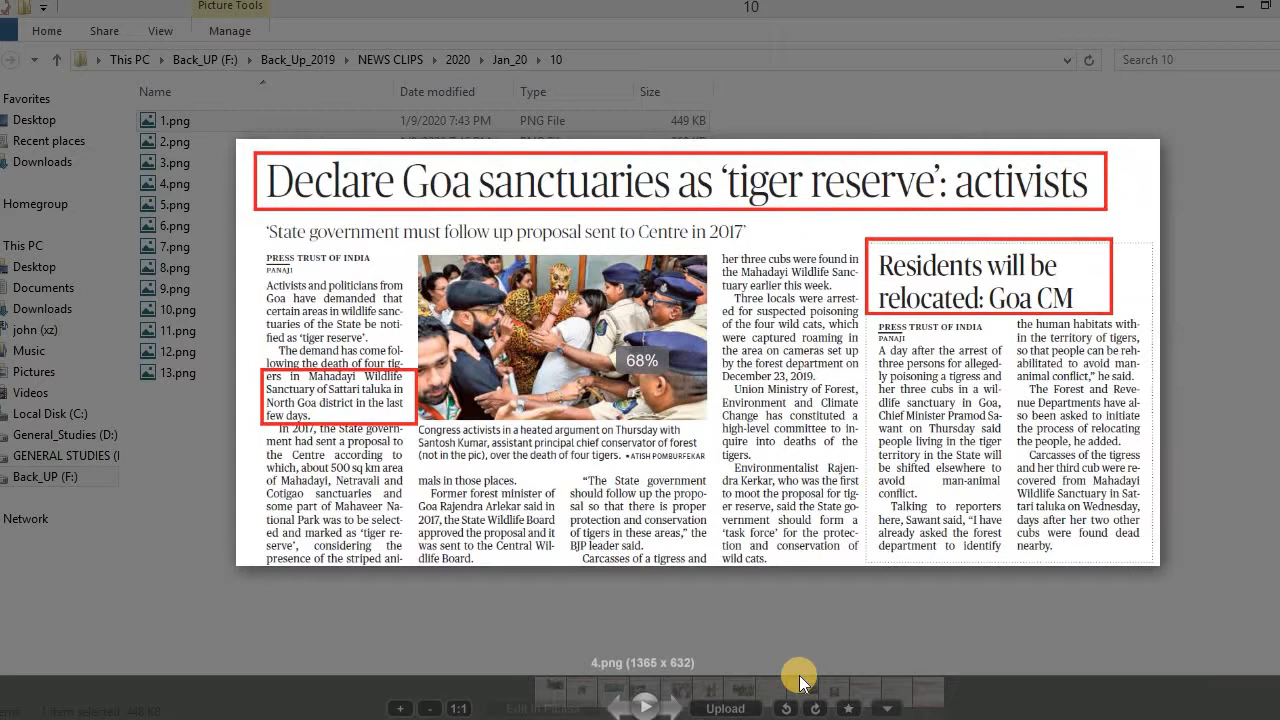 Picture Tools
10
Home
Share
View
Manage
This PC
Back_UP (F:)
Back_Up_2019
NEWS CLIPS
2020
Jan_20
10
Search 10
Name
Date modified
Type
Size
Favorites
Desktop
Recent places
Downloads
Homegroup
This PC
Desktop
Documents
Downloads
john (xz)
Music
Pictures
Videos
Local Disk (C:)
General_Studies (D:)
GENERAL STUDIES (
Back_UP (F:)
Network
1.png
1/9/2020 7:43 PM
PNG File
449 KB
2.png
3.png
4.png
5.png
6.png
7.png
8.png
9.png
10.png
11.png
12.png
13.png
Declare Goa sanctuaries as ‘tiger reserve’: activists
‘State government must follow up proposal sent to Centre in 2017’
PRESS TRUST OF INDIA
PANAJI
Activists and politicians from
Goa have demanded that
certain areas in wildlife sanc-
tuaries of the State be noti-
fied as ‘tiger reserve’.
The demand has come fol-
lowing the death of four tig-
ers in Mahadayi Wildlife
Sanctuary of Sattari taluka in
North Goa district in the last
few days.
In 2017, the State govern-
ment had sent a proposal to
the Centre according to
which, about 500 sq km area
of Mahadayi, Netravali and
Cotigao sanctuaries and
some part of Mahaveer Na-
tional Park was to be select-
ed and marked as ‘tiger re-
serve’, considering the
presence of the striped ani-
68%
Congress activists in a heated argument on Thursday with
Santosh Kumar, assistant principal chief conservator of forest
(not in the pic), over the death of four tigers. •ATISH POMBURFEKAR
mals in those places.
Former forest minister of
Goa Rajendra Arlekar said in
2017, the State Wildlife Board
approved the proposal and it
was sent to the Central Wil-
dlife Board.
“The State government
should follow up the propo-
sal so that there is proper
protection and conservation
of tigers in these areas,” the
BJP leader said.
Carcasses of a tigress and
her three cubs were found in
the Mahadayi Wildlife Sanc-
tuary earlier this week.
Three locals were arrest-
ed for suspected poisoning
of the four wild cats, which
were captured roaming in
the area on cameras set up
by the forest department on
December 23, 2019.
Union Ministry of Forest,
Environment and Climate
Change has constituted a
high-level committee to in-
quire into deaths of the
tigers.
Environmentalist Rajen-
dra Kerkar, who was the first
to moot the proposal for tig-
er reserve, said the State go-
vernment should form a
‘task force’ for the protec-
tion and conservation of
wild cats.
Residents will be
relocated: Goa CM
PRESS TRUST OF INDIA
PANAJI
A day after the arrest of
three persons for alleged-
ly poisoning a tigress and
her three cubs in a wil-
dlife sanctuary in Goa,
Chief Minister Pramod Sa-
want on Thursday said
people living in the tiger
territory in the State will
be shifted elsewhere to
avoid man-animal
conflict.
Talking to reporters
here, Sawant said, “I have
already asked the forest
department to identify
the human habitats with-
in the territory of tigers,
so that people can be reh-
abilitated to avoid man-
animal conflict,” he said.
The Forest and Reve-
nue Departments have al-
so been asked to initiate
the process of relocating
the people, he added.
Carcasses of the tigress
and her third cub were re-
covered from Mahadayi
Wildlife Sanctuary in Sat-
tari taluka on Wednesday,
days after her two other
cubs were found dead
nearby.
4.png (1365 x 632)
+
-
1:1
Edit in Picasa
Upload
1 item selected 448 KB